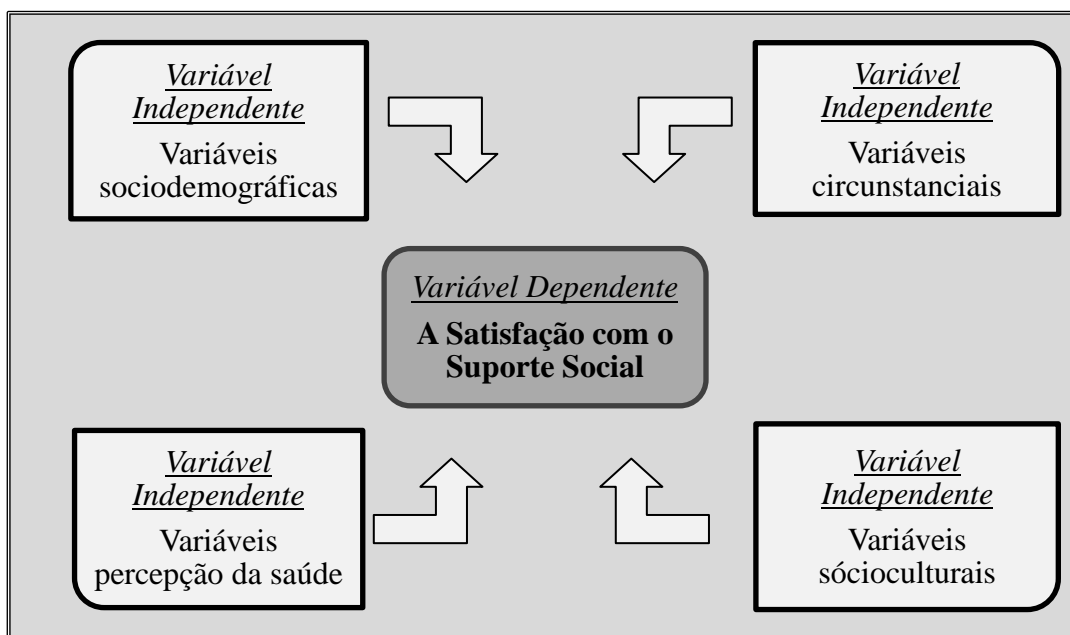 Variável
Independente
Variáveis
sociodemográficas
Variável
Independente
Variáveis
circunstanciais
Variável Dependente
A Satisfação com o
Suporte Social
Variável
Independente
Variáveis
percepção da saúde
Variável
Independente
Variáveis
sócioculturais